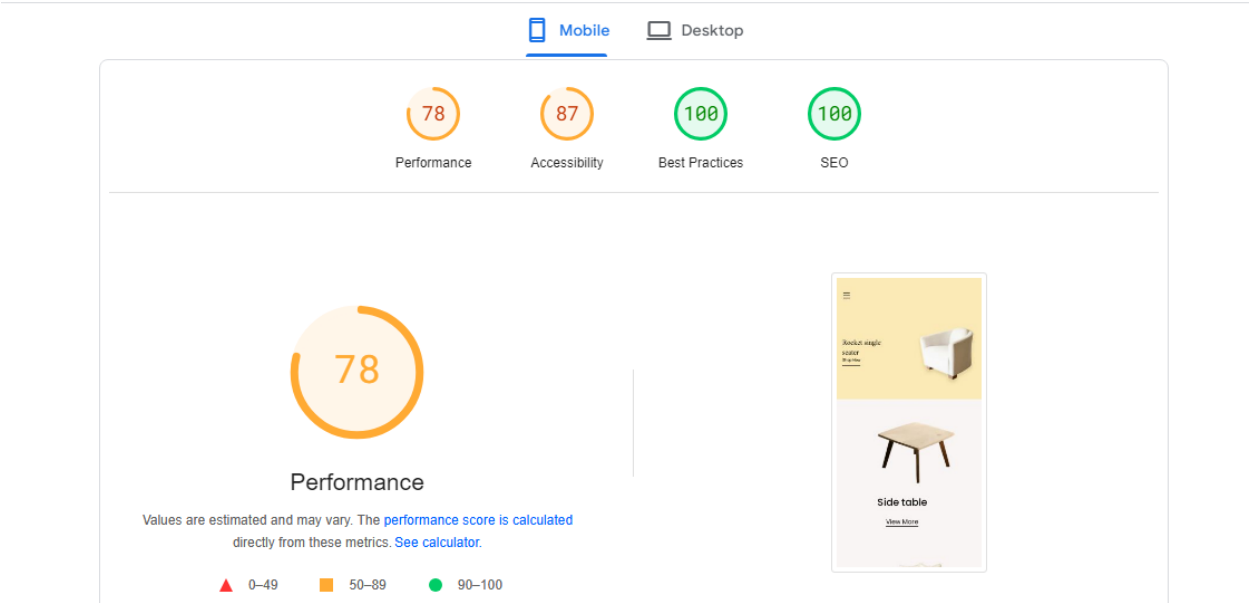 Mobile Desktop
78 87 100 100
Performance Accessibility Best Practices SEO
78
Performance
Values are estimated and may vary. The performance score is calculated
directly from these metrics. See calculator.
0–49 50–89 90–100
Rocket single
seater
Shop Now
Side table
View More